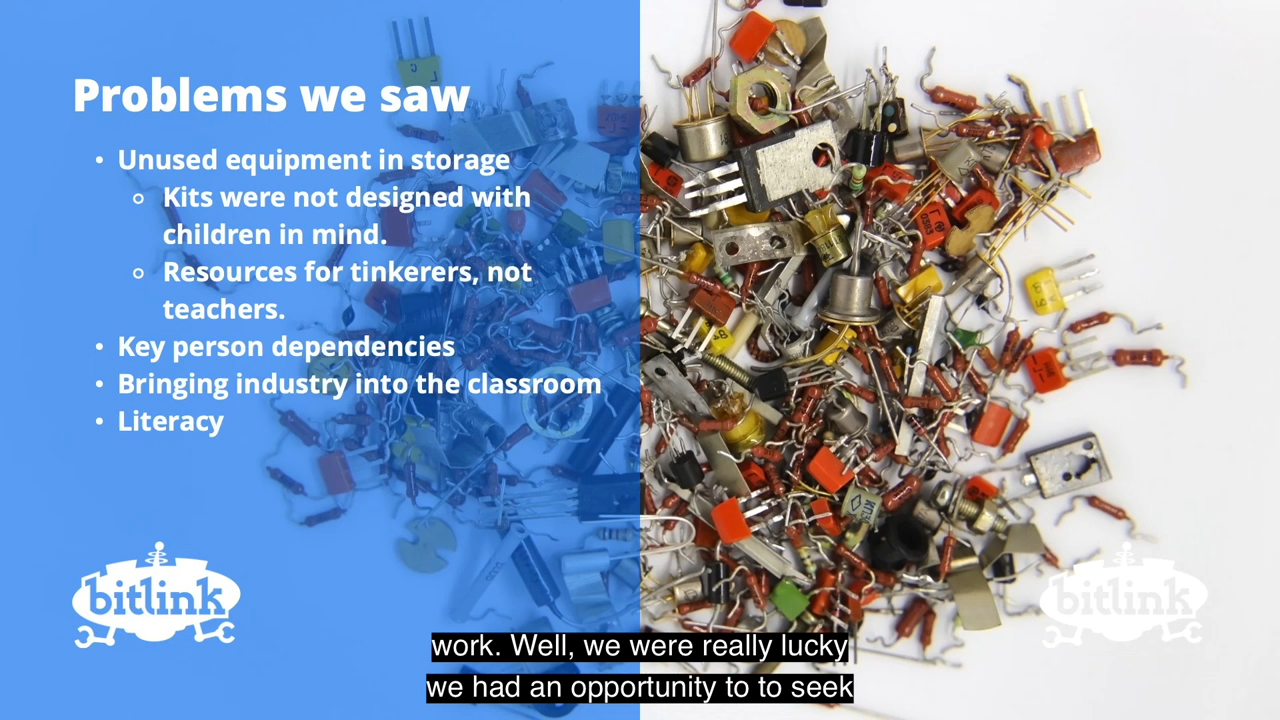 Problems we saw
• Unused equipment in storage
○ Kits were not designed with
children in mind.
○ Resources for tinkerers, not
teachers.
• Key person dependencies
• Bringing industry into the classroom
• Literacy
bitlink
bitlink
work. Well, we were really lucky
we had an opportunity to to seek